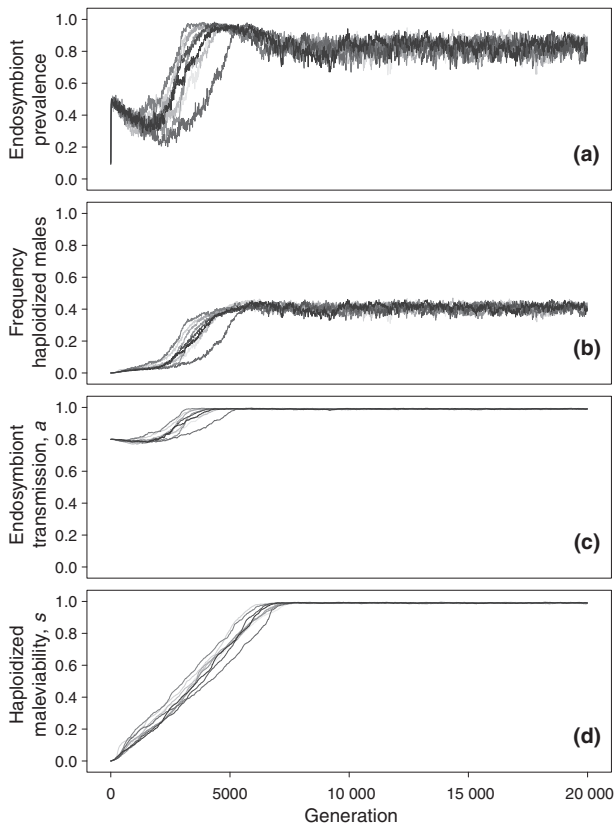 Endosymbiont
prevalence
1.0
0.8
0.6
0.4
0.2
0.0
(a)
Frequency
haploidized males
1.0
0.8
0.6
0.4
0.2
0.0
(b)
Endosymbiont
transmission, a
1.0
0.8
0.6
0.4
0.2
0.0
(c)
Haploidized
maleviability, s
1.0
0.8
0.6
0.4
0.2
0.0
(d)
0 5000 10 000 15 000 20 000
Generation